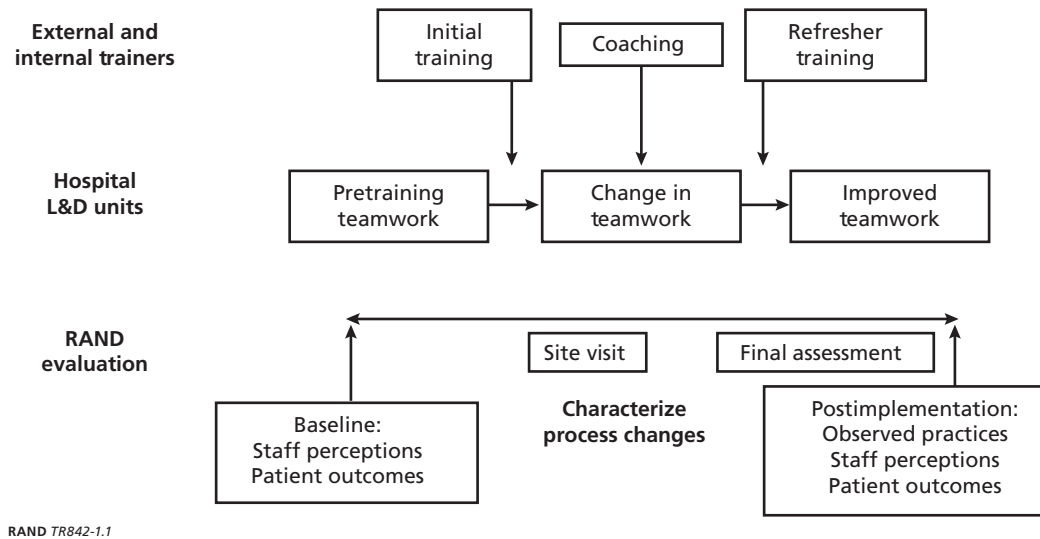 External and
internal trainers
Initial
training
Coaching
Refresher
training
Hospital
L&D units
Pretraining
teamwork
Change in
teamwork
Improved
teamwork
RAND
evaluation
Site visit
Final assessment
Baseline:
Staff perceptions
Patient outcomes
Characterize
process changes
Postimplementation:
Observed practices
Staff perceptions
Patient outcomes
RAND TR842-1.1